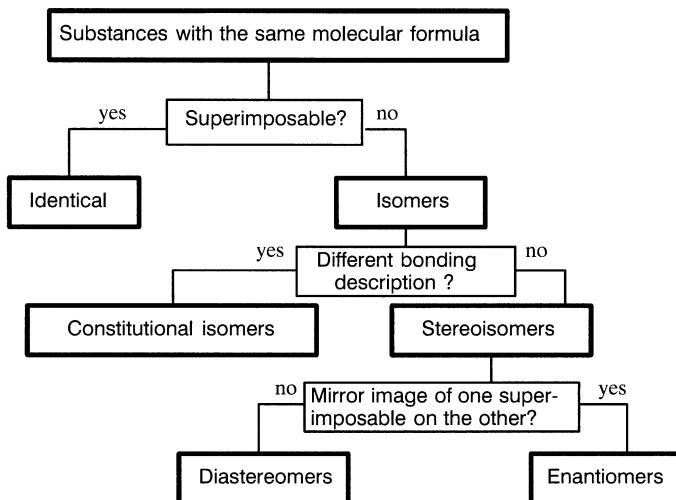 Substances with the same molecular formula
yes
Superimposable?
no
Identical
Isomers
yes
Different bonding
description ?
no
Constitutional isomers
Stereoisomers
no
Mirror image of one super-
imposable on the other?
yes
Diastereomers
Enantiomers